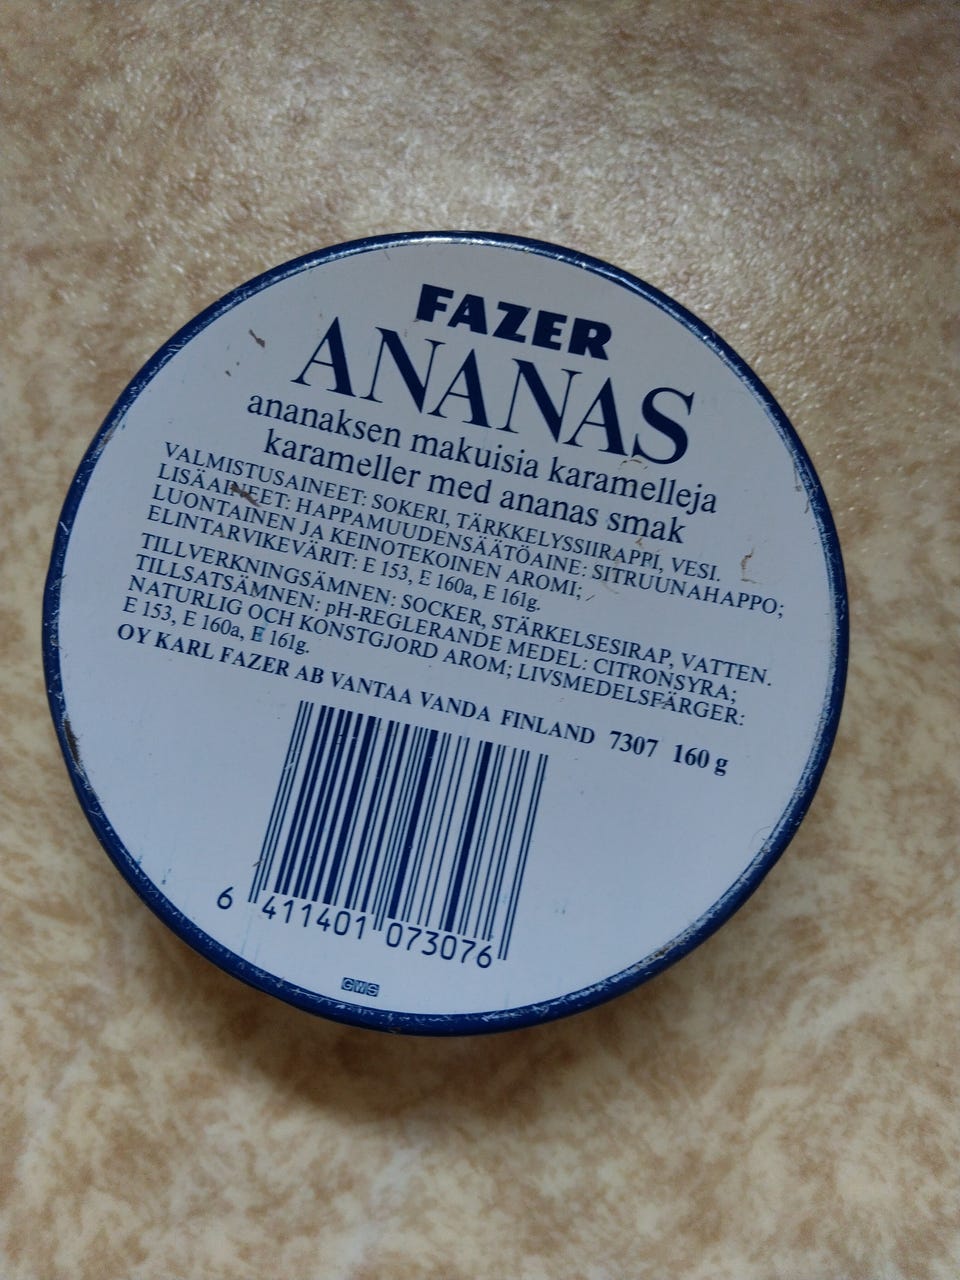 FAZER
ANANAS
ananaksen makuisia karamelleja
karameller med ananas smak
VALMISTUSAINEET: SOKERI, TÄRKKELYSSIIRAPPI, VESI.
LISÄAINEET: HAPPAMUUDENSÄÄTÖAINE: SITRUUNAHAPPO;
LUONTAINEN JA KEINOTEKOINEN AROMI;
ELINTARVIKEVÄRIT: E 153, E 160a, E 161g.
TILLVERKNINGSÄMNEN: SOCKER, STÄRKELSESIRAP, VATTEN.
TILLSATSÄMNEN: pH-REGLERANDE MEDEL: CITRONSYRA;
NATURLIG OCH KONSTGJORD AROM; LIVSMEDELSFÄRGER:
E 153, E 160a, E 161g.
OY KARL FAZER AB VANTAA VANDA FINLAND 7307 160 g
6 411401 073076
GWS